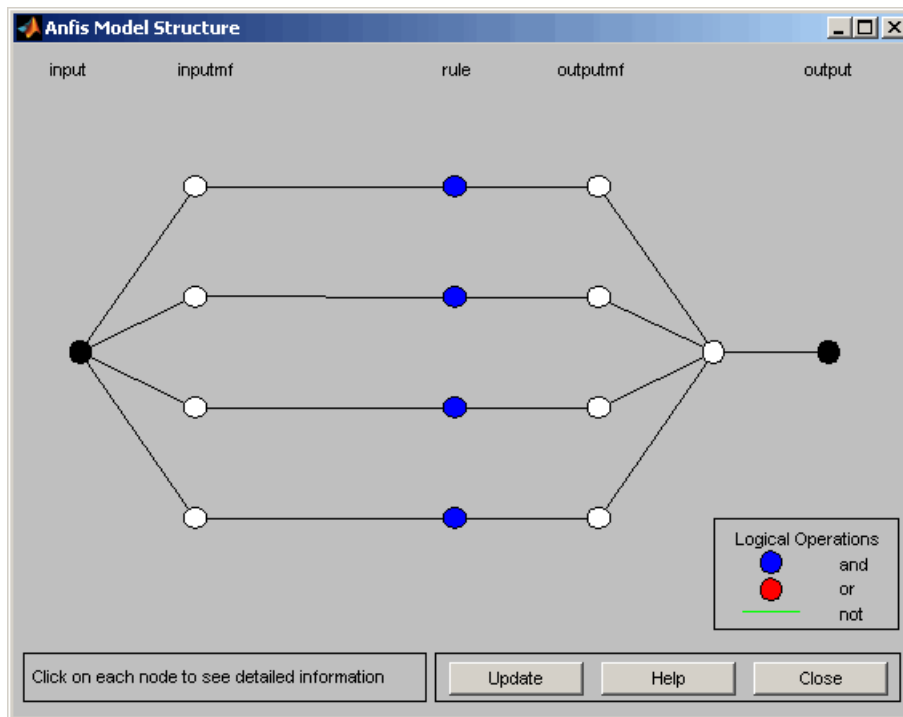 Anfis Model Structure
input inputmf rule outputmf output
Logical Operations
and
or
not
Click on each node to see detailed information
Update Help Close